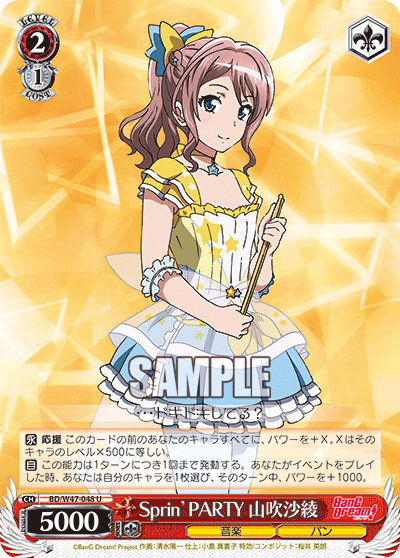 LEVEL
2
1
COST
SAMPLE
…ドキドキしてる？
永 応援 このカードの前のあなたのキャラすべてに、パワーを＋X。Xはそ
のキャラのレベル×500に等しい。
自 この能力は1ターンにつき1回まで発動する。あなたがイベントをプレイ
した時、あなたは自分のキャラを1枚選び、そのターン中、パワーを＋1000。
CH BD/W47-048 U
5000
Sprin' PARTY 山吹沙綾
BanG Dream!
音楽
パン
©BanG Dream! Project 作画：清水陽一 仕上：小島真喜子 特効/コンポジット：桜井英朗